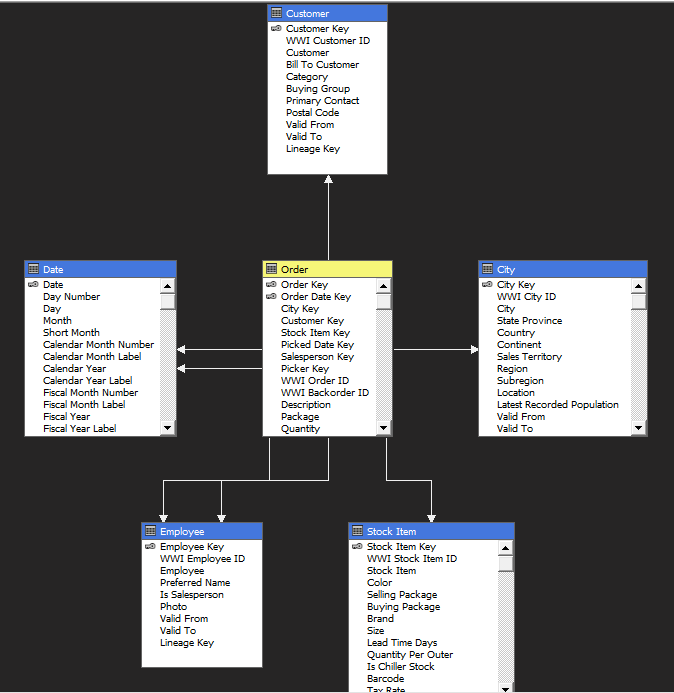 Customer
Customer Key
WWI Customer ID
Customer
Bill To Customer
Category
Buying Group
Primary Contact
Postal Code
Valid From
Valid To
Lineage Key
Date
Date
Day Number
Day
Month
Short Month
Calendar Month Number
Calendar Month Label
Calendar Year
Calendar Year Label
Fiscal Month Number
Fiscal Month Label
Fiscal Year
Fiscal Year Label
Order
Order Key
Order Date Key
City Key
Customer Key
Stock Item Key
Picked Date Key
Salesperson Key
Picker Key
WWI Order ID
WWI Backorder ID
Description
Package
Quantity
City
City Key
WWI City ID
City
State Province
Country
Continent
Sales Territory
Region
Subregion
Location
Latest Recorded Population
Valid From
Valid To
Employee
Employee Key
WWI Employee ID
Employee
Preferred Name
Is Salesperson
Photo
Valid From
Valid To
Lineage Key
Stock Item
Stock Item Key
WWI Stock Item ID
Stock Item
Color
Selling Package
Buying Package
Brand
Size
Lead Time Days
Quantity Per Outer
Is Chiller Stock
Barcode
Tax Rate